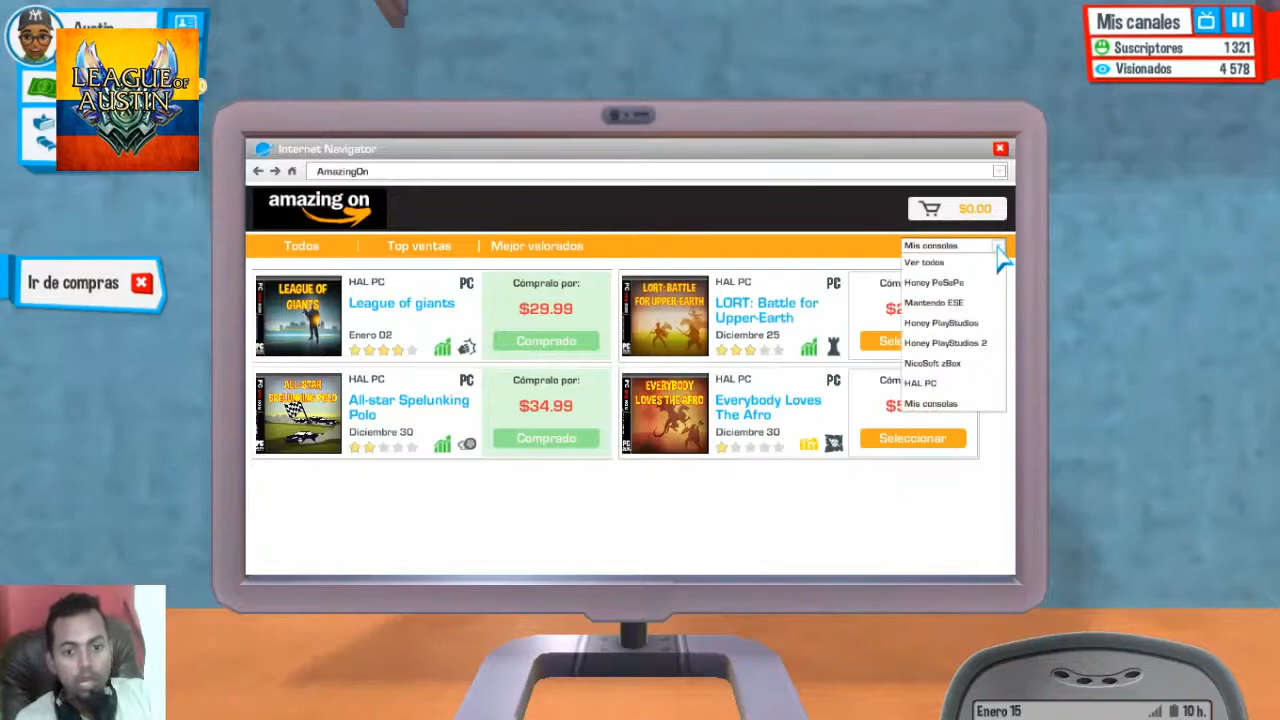 Austin
LEAGUE OF
AUSTIN
Mis canales
Suscriptores 1 321
Visionados 4 578
Internet Navigator
AmazingOn
amazing on
$0.00
Todos | Top ventas | Mejor valorados
Mis consolas
Ver todos
Honey PoSePe
Mantendo ESE
Honey PlayStudios
Honey PlayStudios 2
NicoSoft zBox
HAL PC
Mis consolas
Ir de compras
LEAGUE OF
GIANTS
HAL PC PC
League of giants
Enero 02
Cómpralo por:
$29.99
Comprado
LORT: BATTLE
FOR UPPER-EARTH
HAL PC PC
LORT: Battle for
Upper-Earth
Diciembre 25
ALL-STAR
SPELUNKING POLO
HAL PC PC
All-star Spelunking
Polo
Diciembre 30
Cómpralo por:
$34.99
Comprado
EVERYBODY
LOVES THE AFRO
HAL PC PC
Everybody Loves
The Afro
Diciembre 30
Seleccionar
Enero 15 10 h.